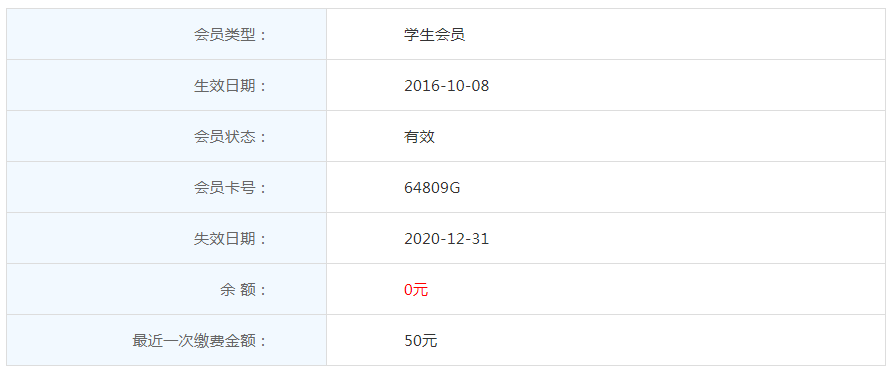 会员类型： 学生会员
生效日期： 2016-10-08
会员状态： 有效
会员卡号： 64809G
失效日期： 2020-12-31
余 额： 0元
最近一次缴费金额： 50元